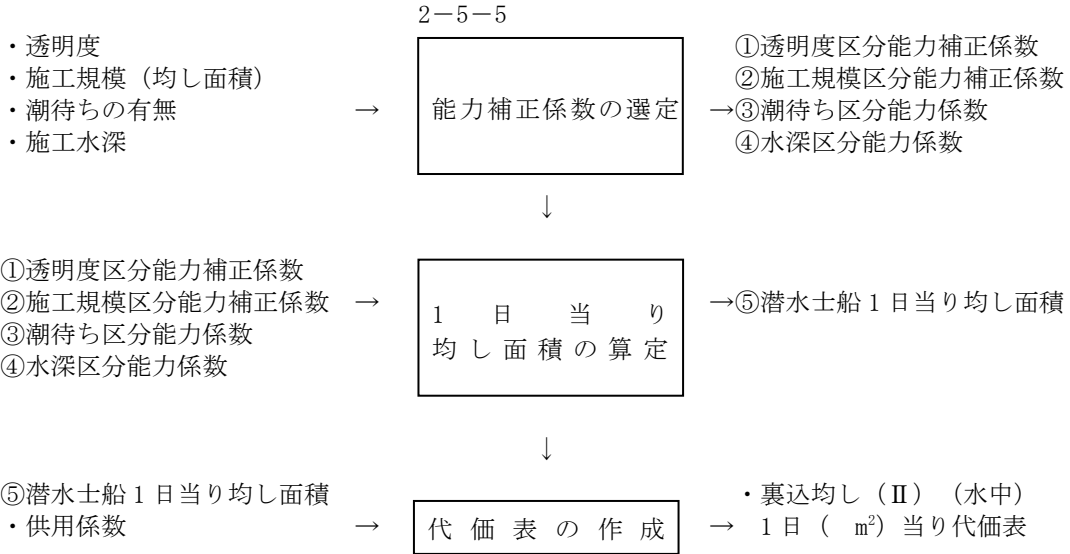 2－5－5
・透明度
・施工規模（均し面積）
・潮待ちの有無
・施工水深
→
能力補正係数の選定
→
①透明度区分能力補正係数
②施工規模区分能力補正係数
③潮待ち区分能力係数
④水深区分能力係数
↓
①透明度区分能力補正係数
②施工規模区分能力補正係数
③潮待ち区分能力係数
④水深区分能力係数
→
1日当り
均し面積の算定
→⑤潜水士船1日当り均し面積
↓
⑤潜水士船1日当り均し面積
・供用係数
→
代価表の作成
→
・裏込均し（Ⅱ）（水中）
1日（　㎡）当り代価表